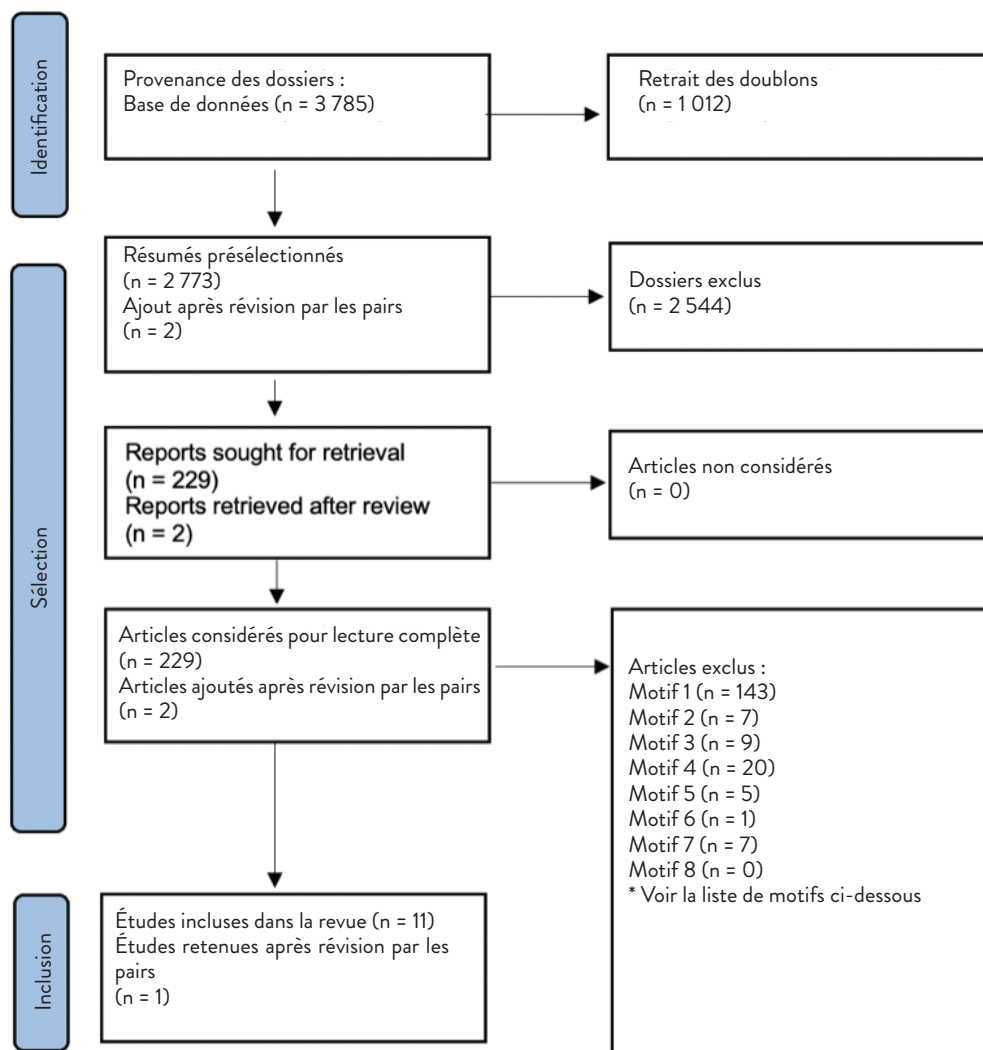 Identification
Provenance des dossiers :
Base de données (n = 3 785)
Retrait des doublons
(n = 1 012)
Sélection
Résumés présélectionnés
(n = 2 773)
Ajout après révision par les pairs
(n = 2)
Dossiers exclus
(n = 2 544)
Reports sought for retrieval
(n = 229)
Reports retrieved after review
(n = 2)
Articles non considérés
(n = 0)
Articles considérés pour lecture complète
(n = 229)
Articles ajoutés après révision par les pairs
(n = 2)
Articles exclus :
Motif 1 (n = 143)
Motif 2 (n = 7)
Motif 3 (n = 9)
Motif 4 (n = 20)
Motif 5 (n = 5)
Motif 6 (n = 1)
Motif 7 (n = 7)
Motif 8 (n = 0)
* Voir la liste de motifs ci-dessous
Inclusion
Études incluses dans la revue (n = 11)
Études retenues après révision par les
pairs
(n = 1)